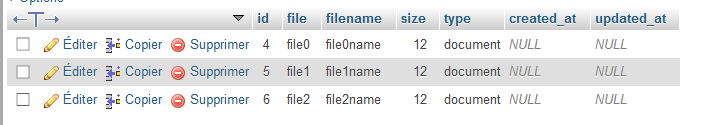 Options
id file filename size type created_at updated_at
Éditer Copier Supprimer 4 file0 file0name 12 document NULL NULL
Éditer Copier Supprimer 5 file1 file1name 12 document NULL NULL
Éditer Copier Supprimer 6 file2 file2name 12 document NULL NULL